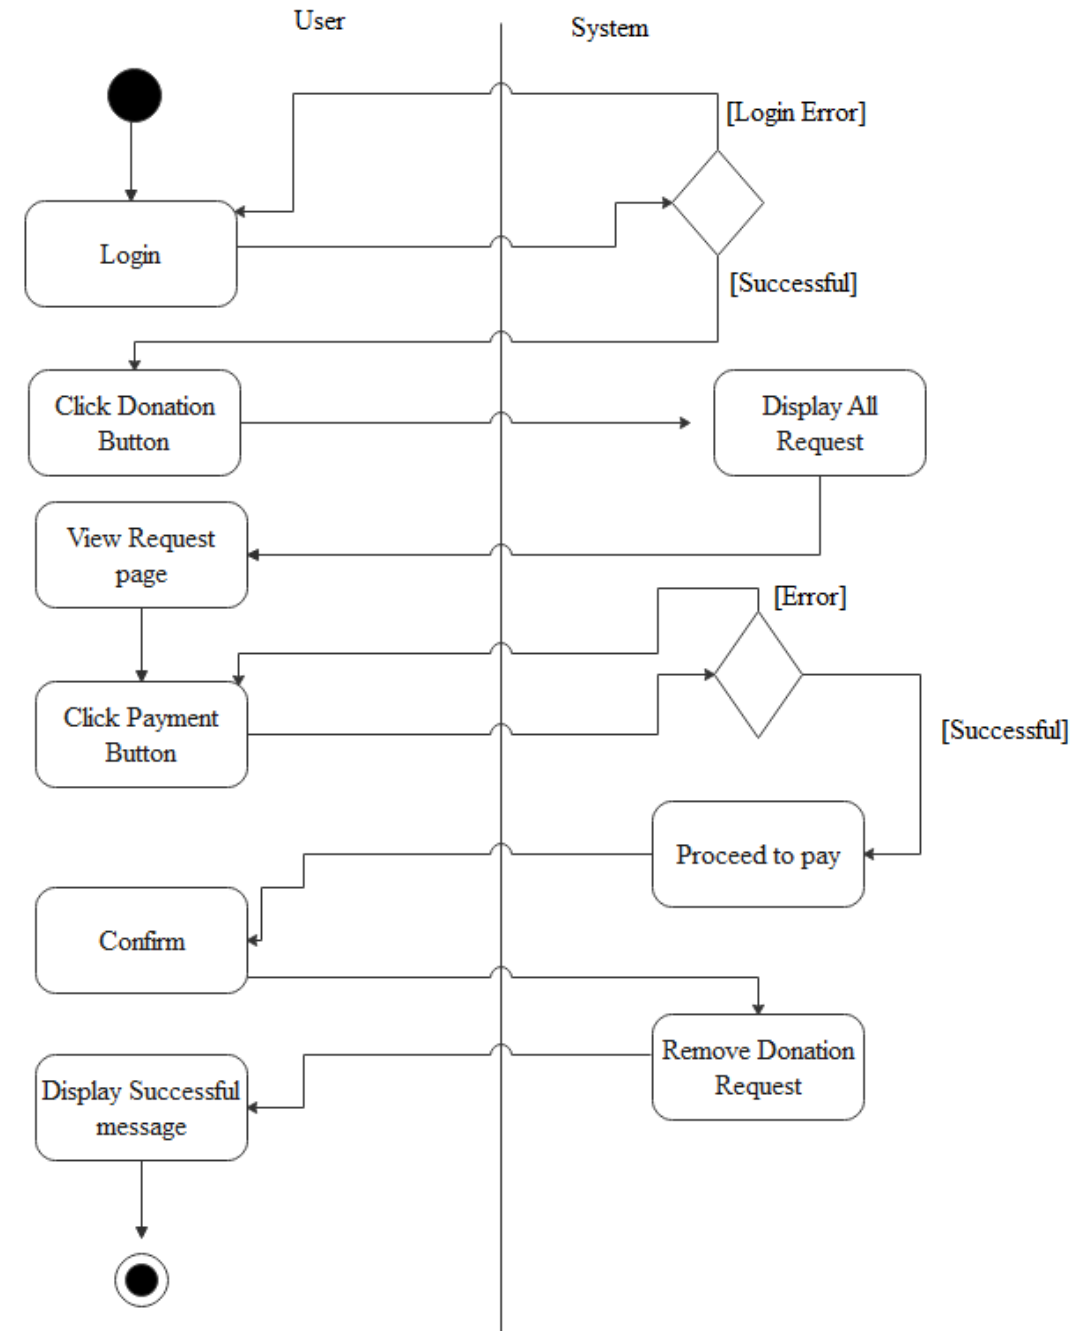 User
System
[Login Error]
Login
[Successful]
Click Donation
Button
Display All
Request
View Request
page
[Error]
Click Payment
Button
[Successful]
Proceed to pay
Confirm
Remove Donation
Request
Display Successful
message